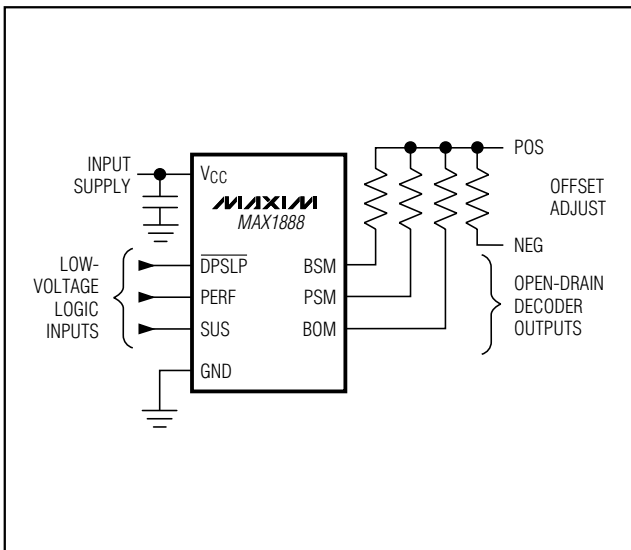 INPUT
SUPPLY
VCC
MAXIM
MAX1888
LOW-
VOLTAGE
LOGIC
INPUTS
DPSLP
PERF
SUS
GND
BSM
PSM
BOM
POS
OFFSET
ADJUST
NEG
OPEN-DRAIN
DECODER
OUTPUTS